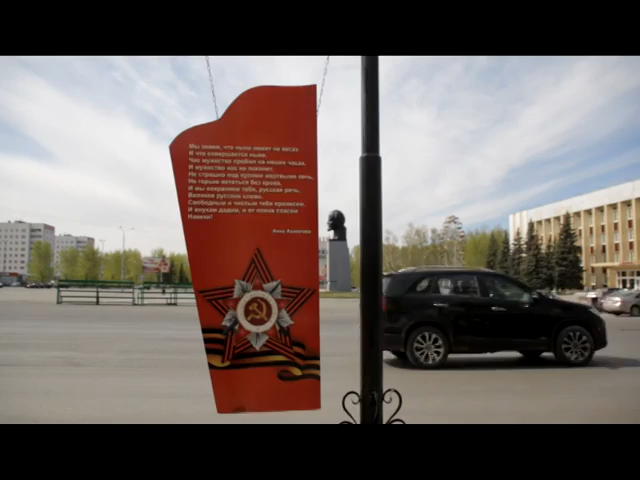 Мы знаем, что ныне лежит на весах
И что совершается ныне.
Час мужества пробил на наших часах,
И мужество нас не покинет.
Не страшно под пулями мертвыми лечь,
Не горько остаться без крова,
И мы сохраним тебя, русская речь,
Великое русское слово.
Свободным и чистым тебя пронесем,
И внукам дадим, и от плена спасем
Навеки!
Анна Ахматова